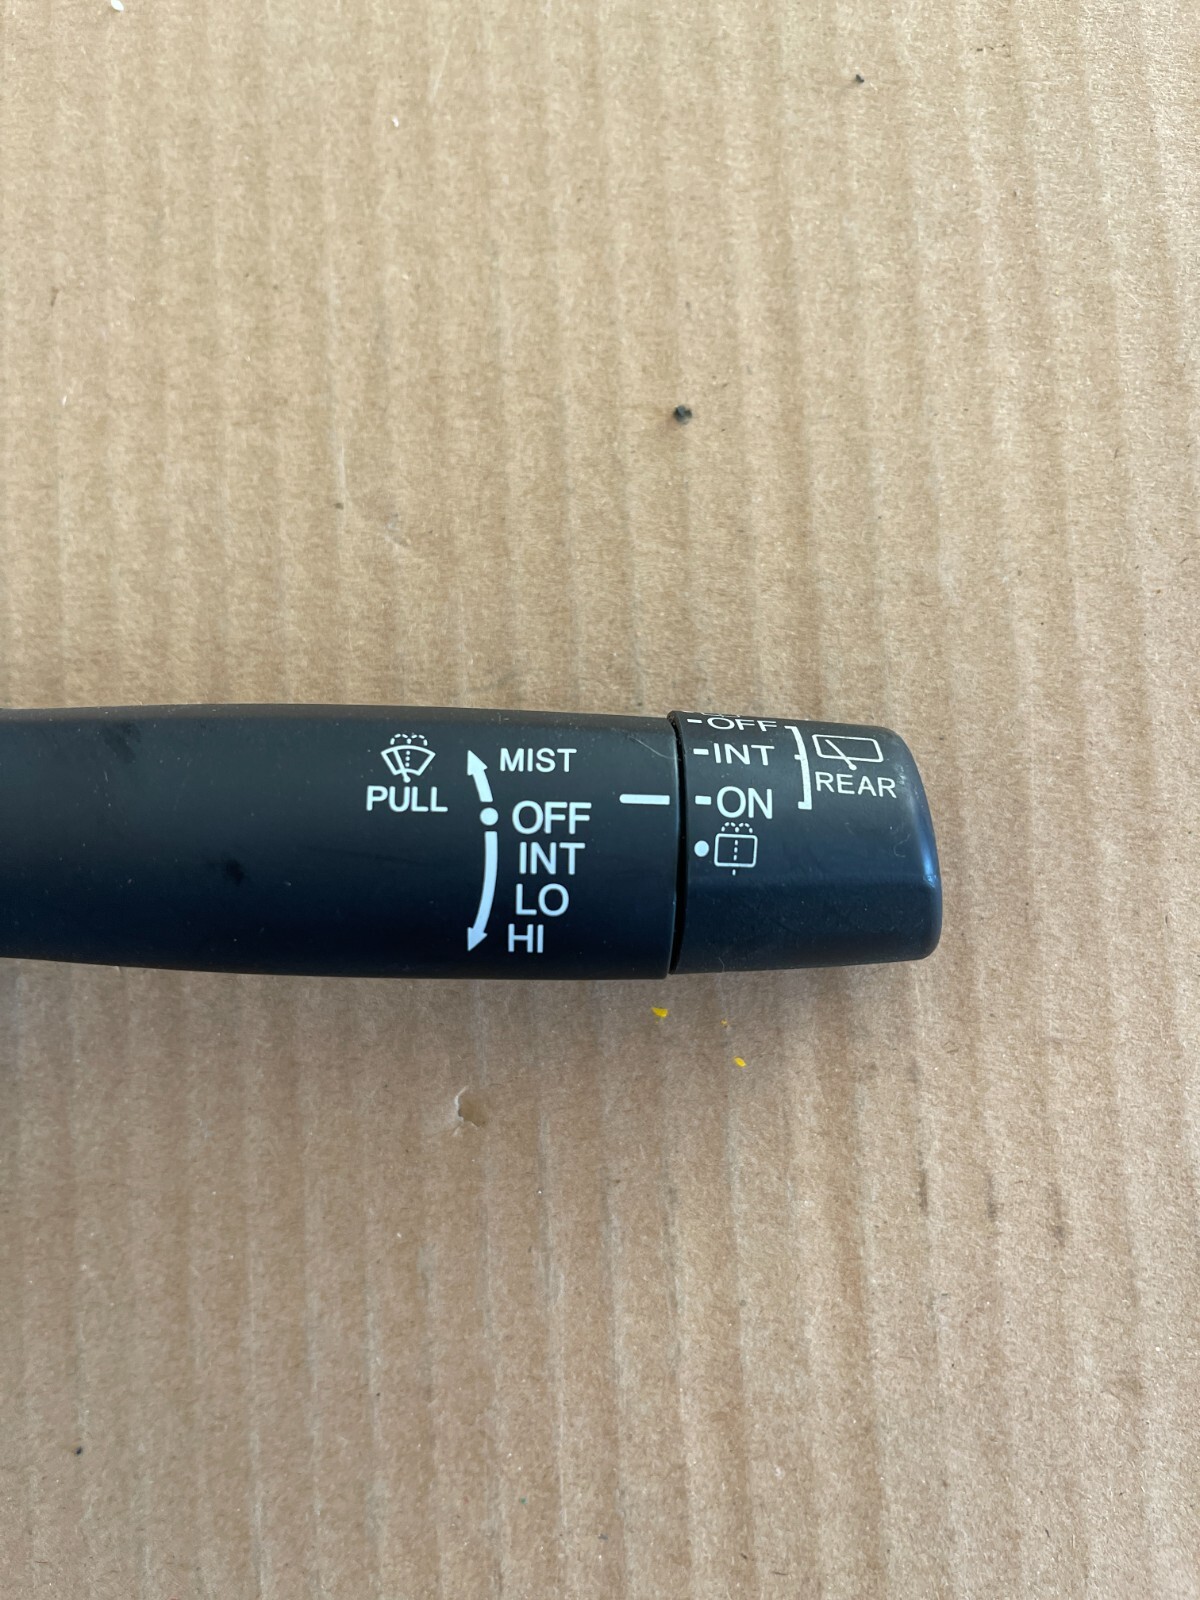 MIST
PULL
OFF
INT
LO
HI
-OFF
-INT
-ON
REAR